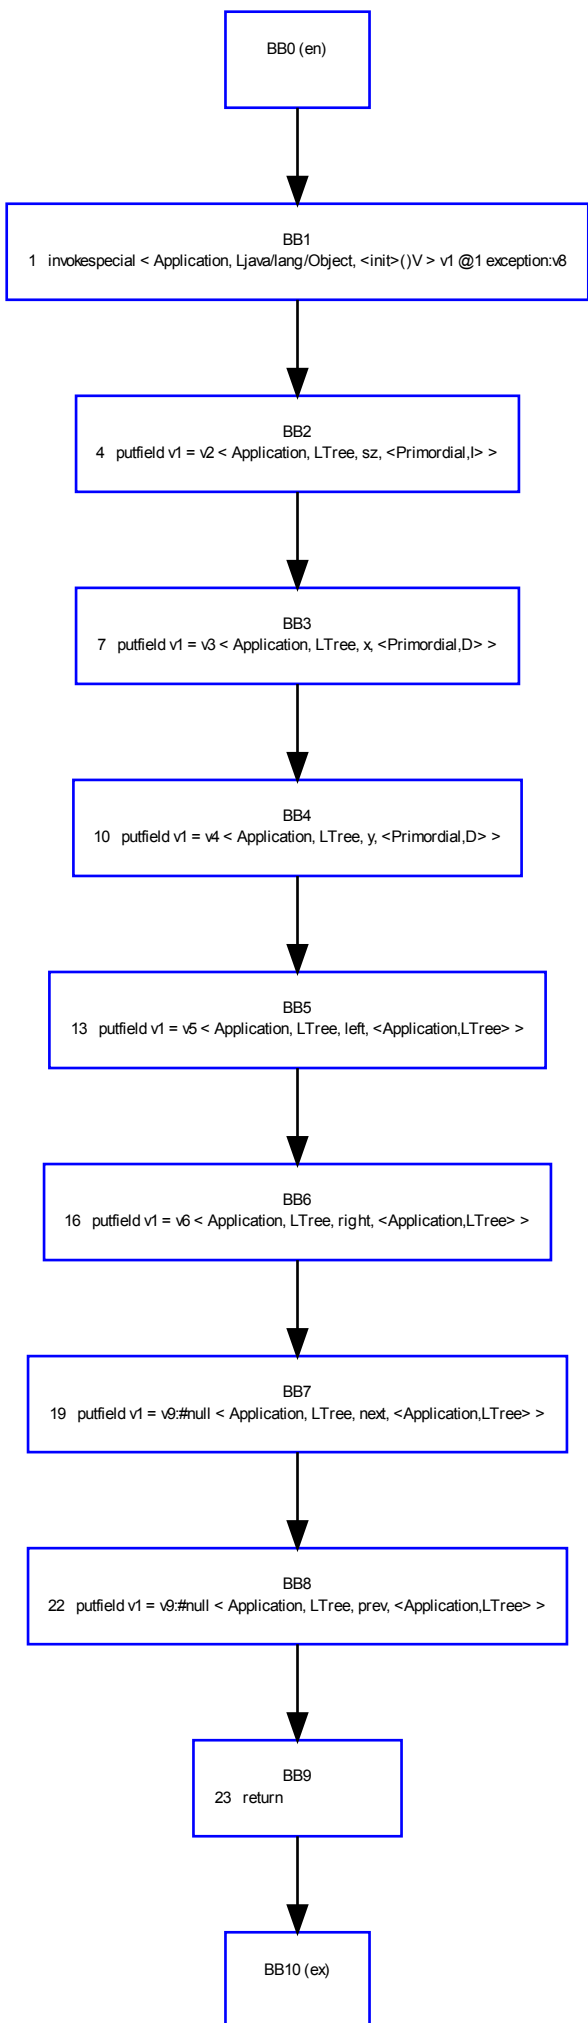 BB0 (en)
BB1
1 invokespecial < Application, Ljava/lang/Object, <init>()V > v1 @1 exception:v8
BB2
4 putfield v1 = v2 < Application, LTree, sz, <Primordial,I> >
BB3
7 putfield v1 = v3 < Application, LTree, x, <Primordial,D> >
BB4
10 putfield v1 = v4 < Application, LTree, y, <Primordial,D> >
BB5
13 putfield v1 = v5 < Application, LTree, left, <Application,LTree> >
BB6
16 putfield v1 = v6 < Application, LTree, right, <Application,LTree> >
BB7
19 putfield v1 = v9:#null < Application, LTree, next, <Application,LTree> >
BB8
22 putfield v1 = v9:#null < Application, LTree, prev, <Application,LTree> >
BB9
23 return
BB10 (ex)